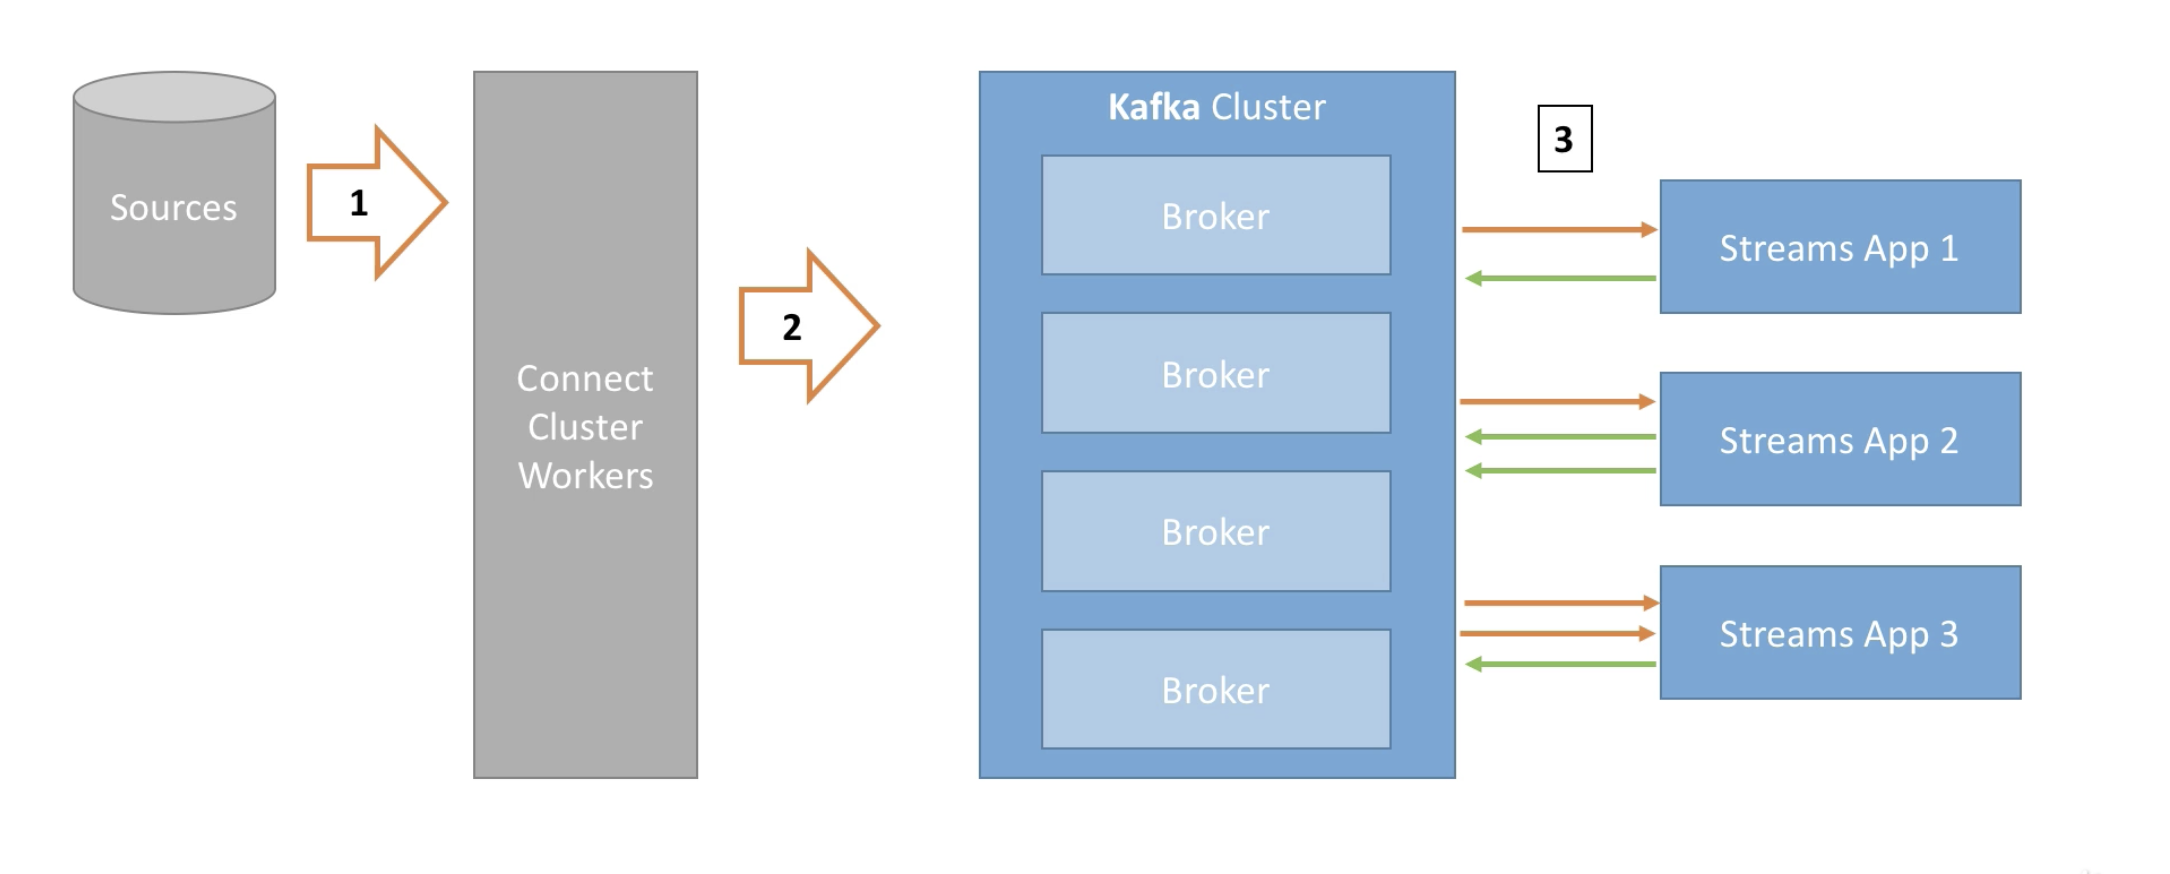 Sources
1
Connect
Cluster
Workers
2
Kafka Cluster
Broker
Broker
Broker
Broker
3
Streams App 1
Streams App 2
Streams App 3